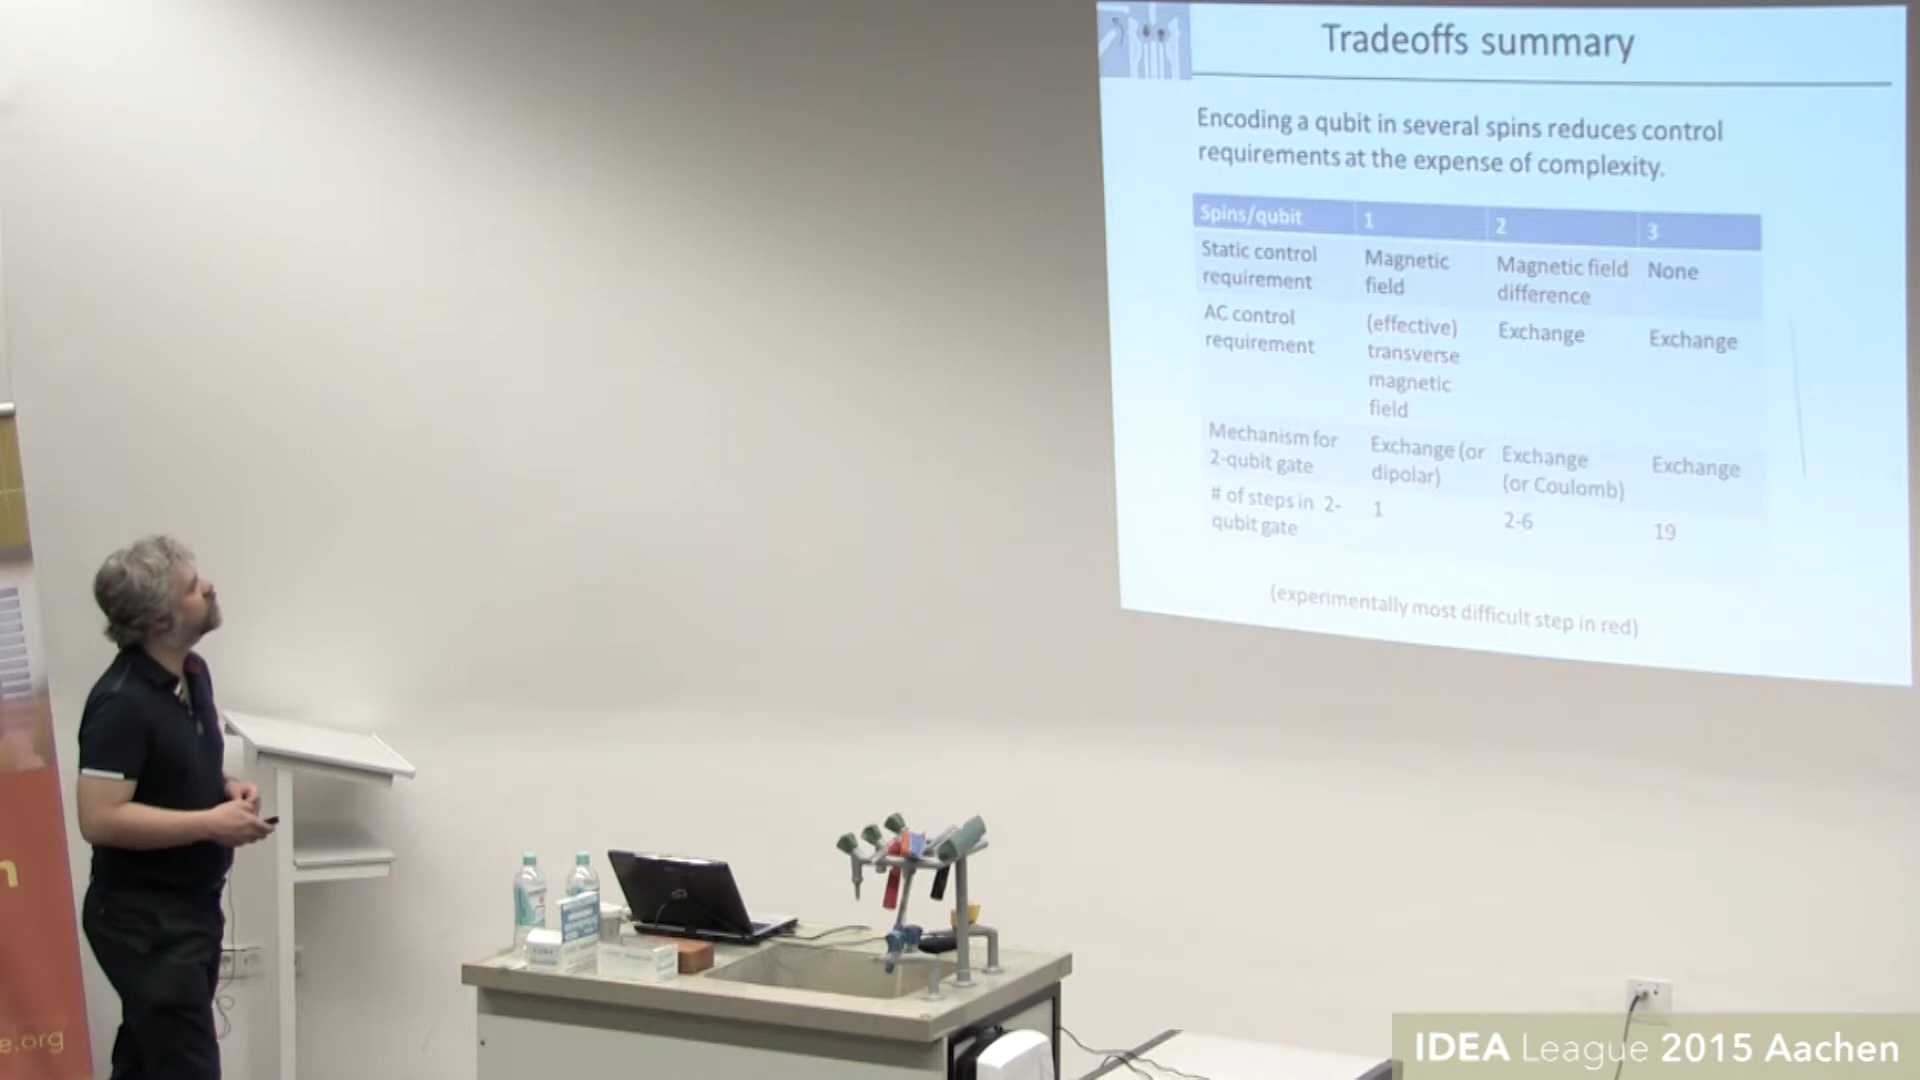 Tradeoffs summary
Encoding a qubit in several spins reduces control
requirements at the expense of complexity.
Spins/qubit 1 2 3
Static control requirement
Magnetic field
Magnetic field difference
None
AC control requirement
(effective) transverse magnetic field
Exchange
Exchange
Mechanism for 2-qubit gate
Exchange (or dipolar)
Exchange (or Coulomb)
Exchange
# of steps in 2-qubit gate
1
2-6
19
(experimentally most difficult step in red)
n
e.org
IDEA League 2015 Aachen